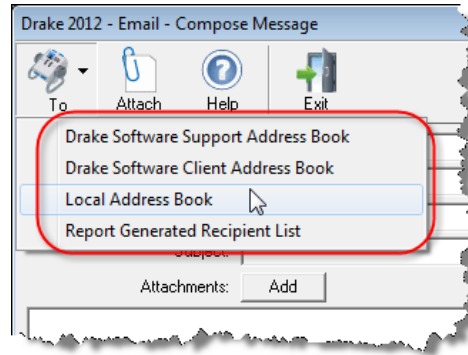 Drake 2012 - Email - Compose Message
To Attach Help Exit
Drake Software Support Address Book
Drake Software Client Address Book
Local Address Book
Report Generated Recipient List
Subject:
Attachments: Add